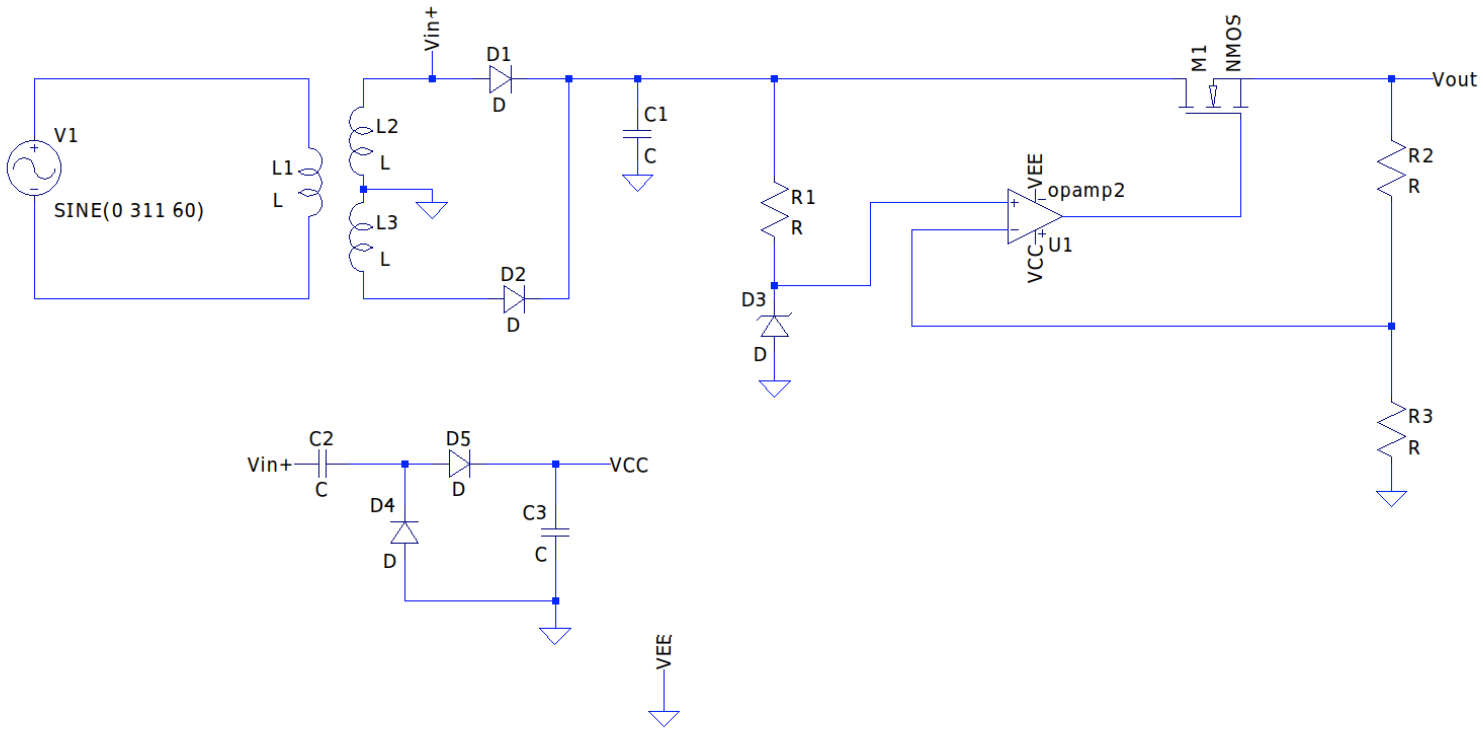 Vin+
D1
D
M1
NMOS
Vout
V1
SINE(0 311 60)
L1
L
L2
L
L3
L
C1
C
R1
R
VEE
opamp2
U1
VCC
R2
R
D2
D
D3
D
R3
R
Vin+
C2
C
D5
D
VCC
D4
D
C3
C
VEE